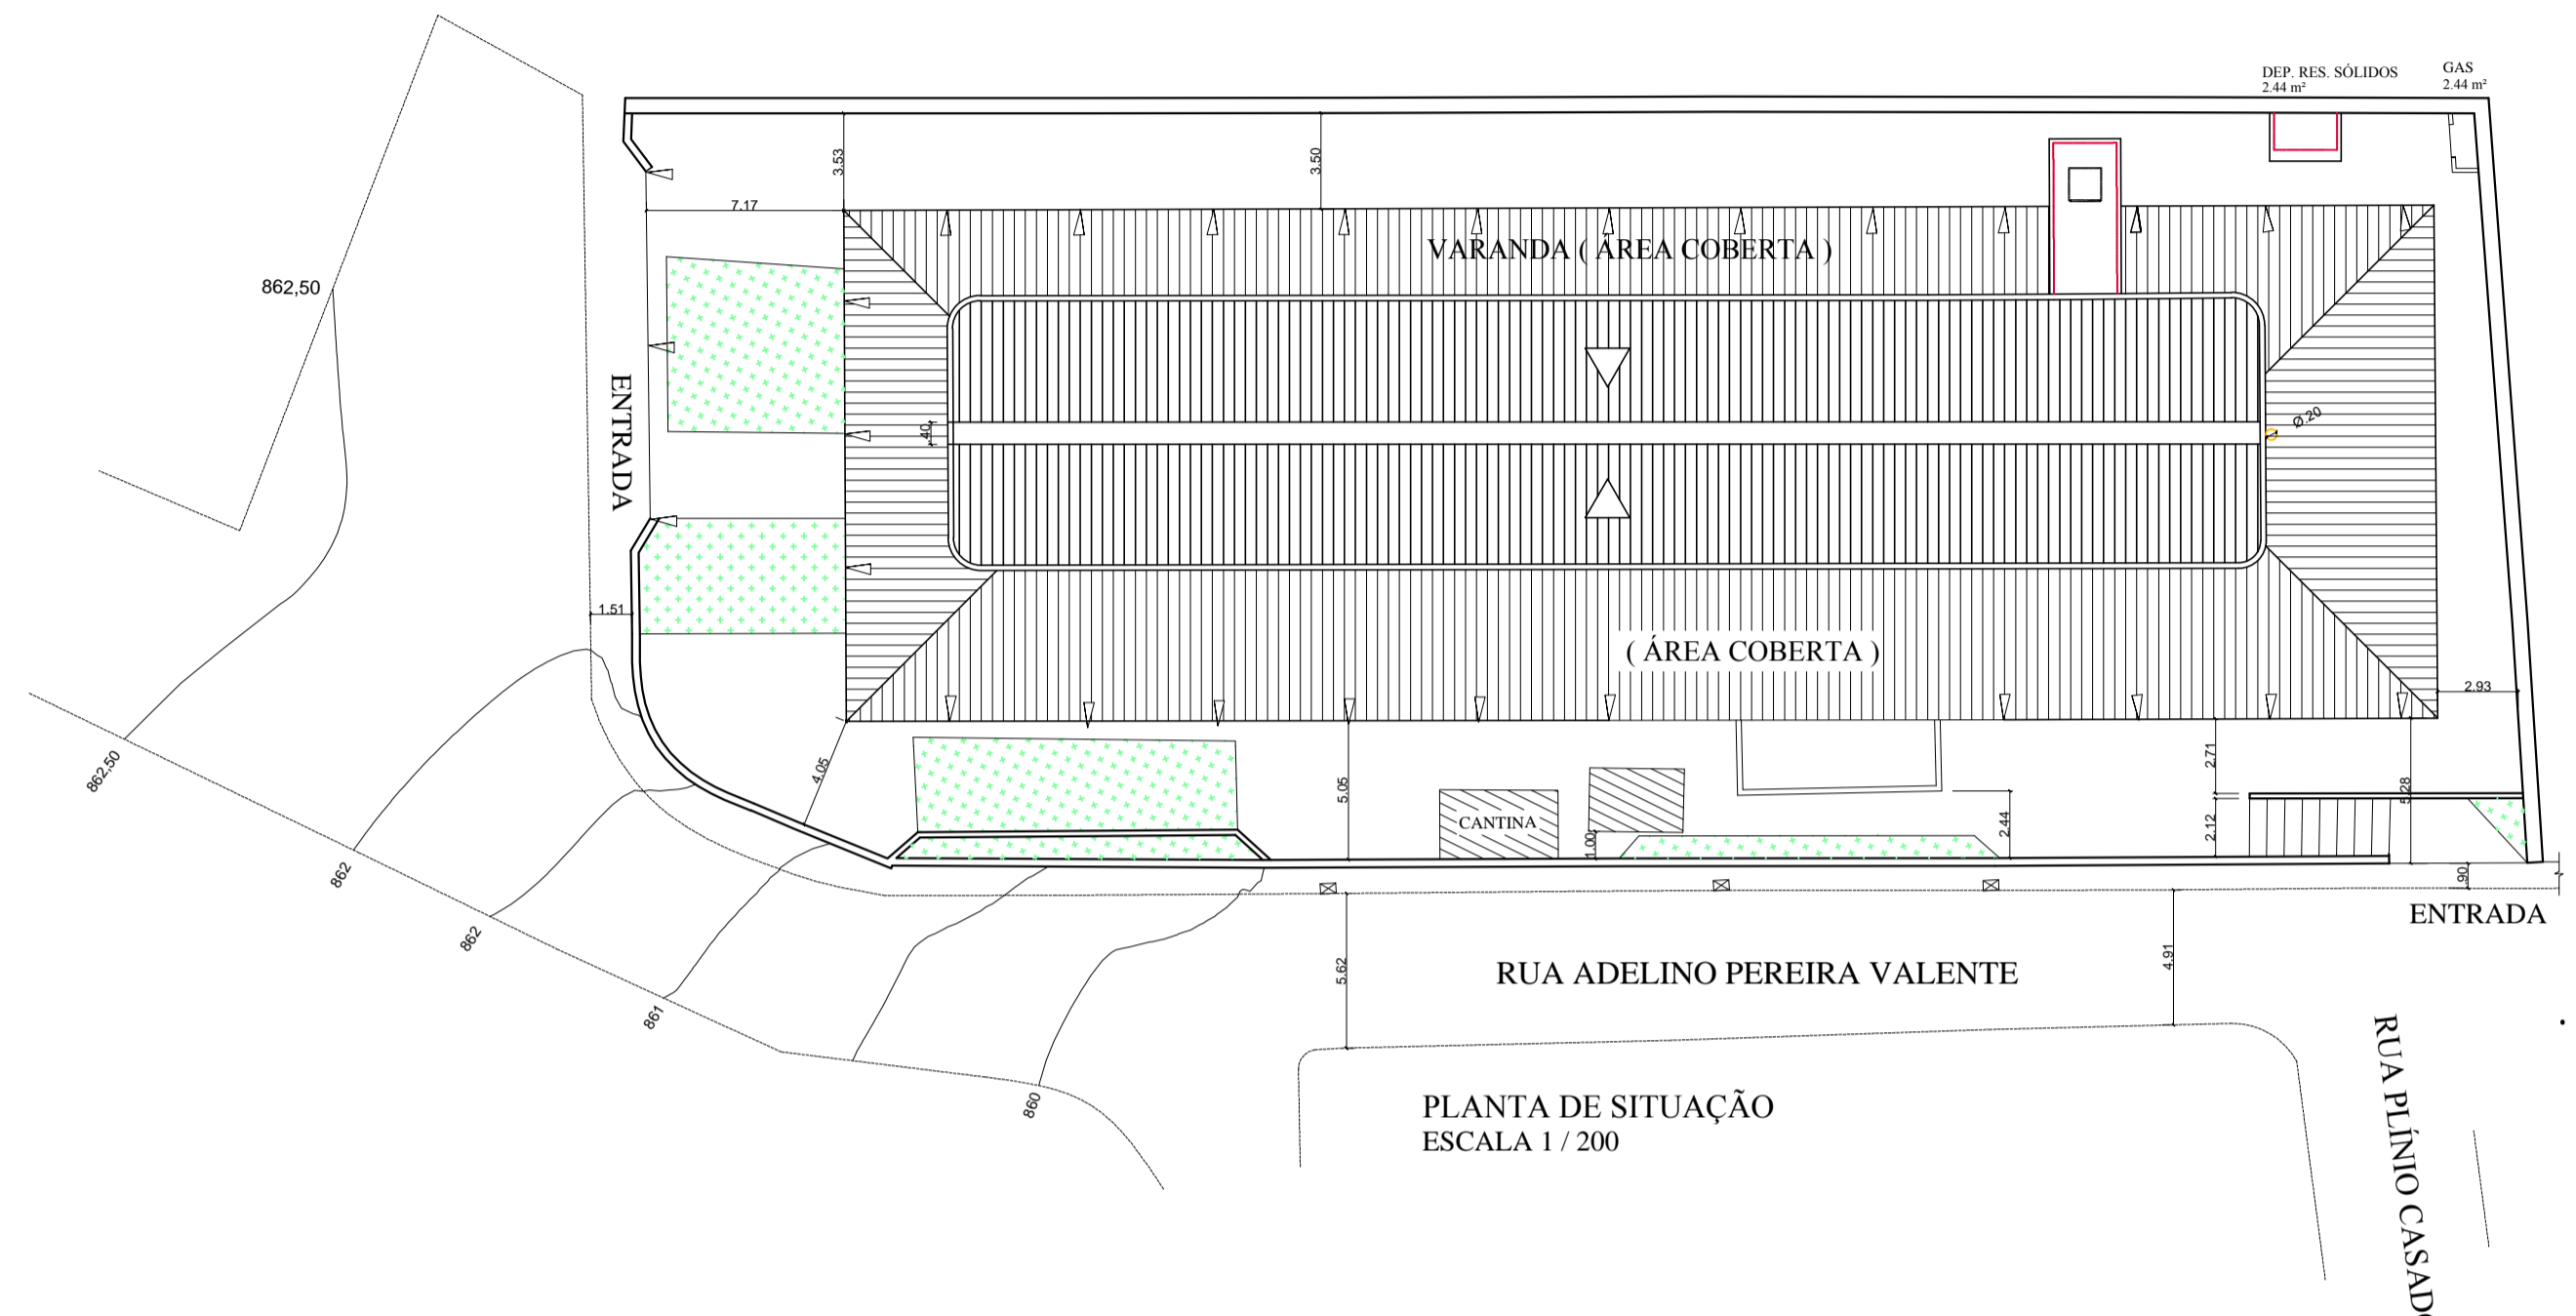 DEP. RES. SÓLIDOS
2.44 m²
GAS
2.44 m²
3.53
3.50
7.17
VARANDA ( ÁREA COBERTA )
862,50
ENTRADA
.40
Ø.20
1.51
( ÁREA COBERTA )
2.93
862,50
4.05
5.05
CANTINA
1.00
2.44
2.71
2.12
5.28
.90
862
862
861
860
ENTRADA
5.62
4.91
RUA ADELINO PEREIRA VALENTE
PLANTA DE SITUAÇÃO
ESCALA 1 / 200
RUA PLÍNIO CASAD